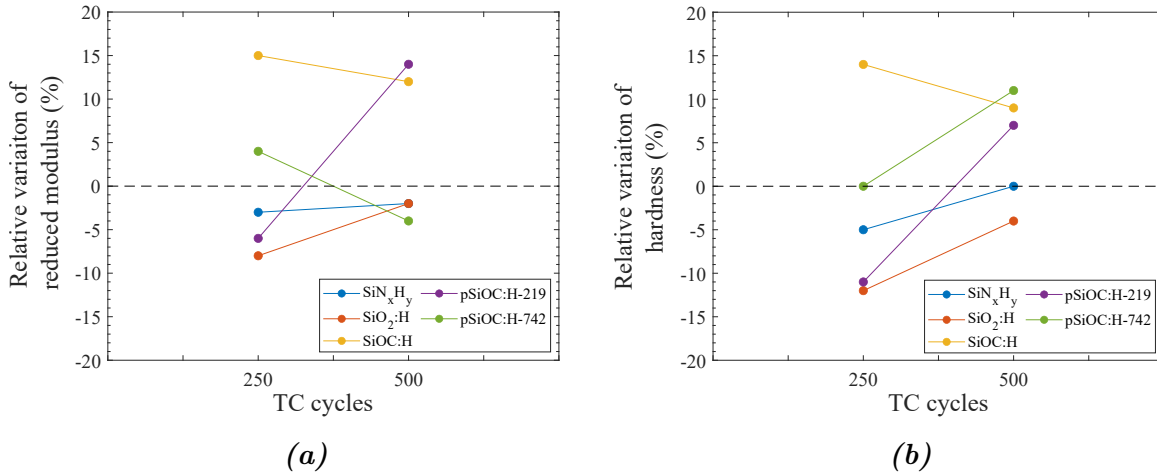 20
15
10
5
0
-5
-10
-15
-20
Relative variaiton of
reduced modulus (%)
SiNₓHᵧ
SiO₂:H
SiOC:H
pSiOC:H-219
pSiOC:H-742
250
500
TC cycles
(a)
20
15
10
5
0
-5
-10
-15
-20
Relative variaiton of
hardness (%)
SiNₓHᵧ
SiO₂:H
SiOC:H
pSiOC:H-219
pSiOC:H-742
250
500
TC cycles
(b)